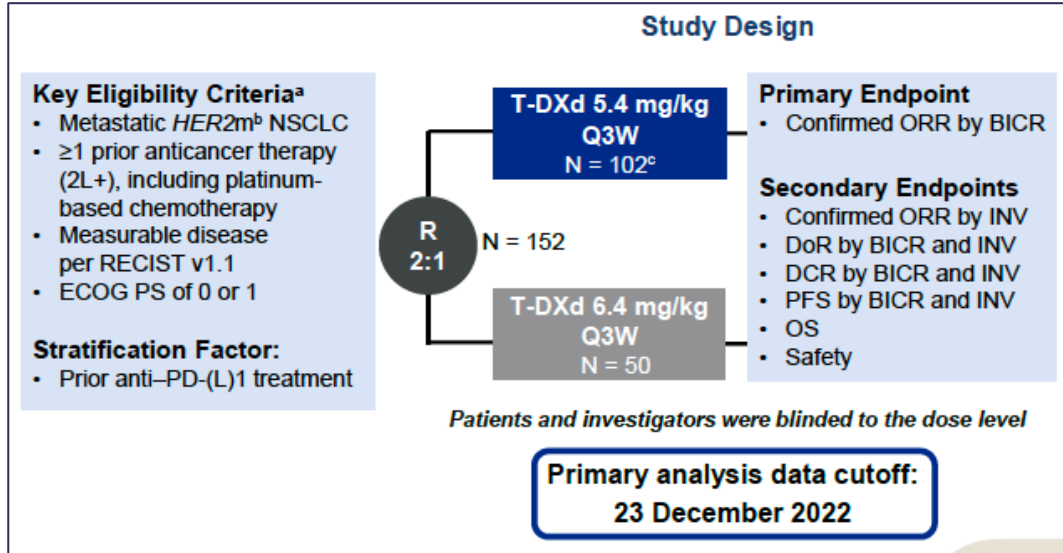 Study Design
Key Eligibility Criteriaᵃ
• Metastatic HER2mᵇ NSCLC
• ≥1 prior anticancer therapy
(2L+), including platinum-
based chemotherapy
• Measurable disease
per RECIST v1.1
• ECOG PS of 0 or 1
Stratification Factor:
• Prior anti–PD-(L)1 treatment
R
2:1
N = 152
T-DXd 5.4 mg/kg
Q3W
N = 102ᶜ
T-DXd 6.4 mg/kg
Q3W
N = 50
Primary Endpoint
• Confirmed ORR by BICR
Secondary Endpoints
• Confirmed ORR by INV
• DoR by BICR and INV
• DCR by BICR and INV
• PFS by BICR and INV
• OS
• Safety
Patients and investigators were blinded to the dose level
Primary analysis data cutoff:
23 December 2022